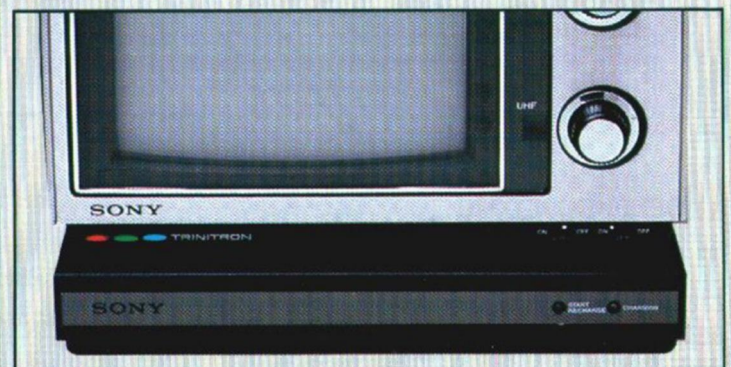 UHF
SONY
TRINITRON
ON OFF ON OFF
SONY
START
RECHARGE
CHARGING